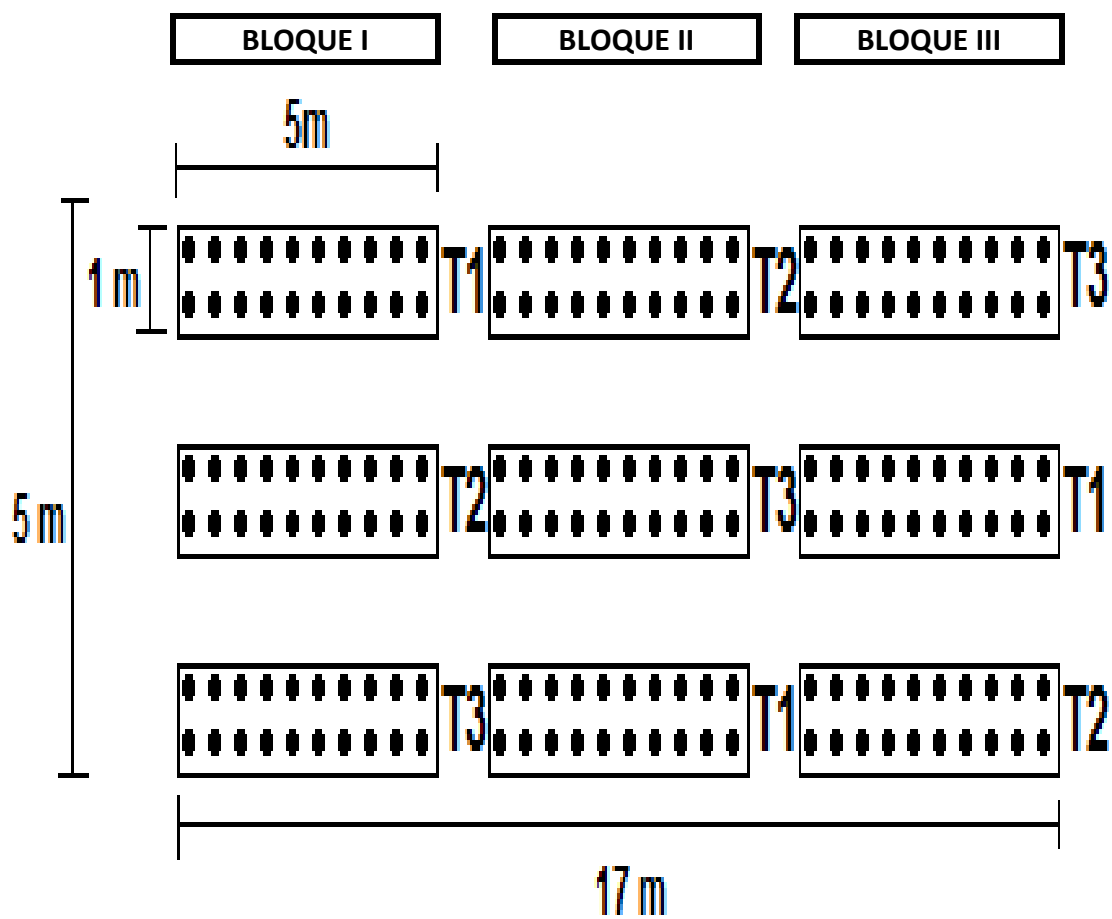 BLOQUE I BLOQUE II BLOQUE III
5m
1 m T1 T2 T3
5 m T2 T3 T1
T3 T1 T2
17 m